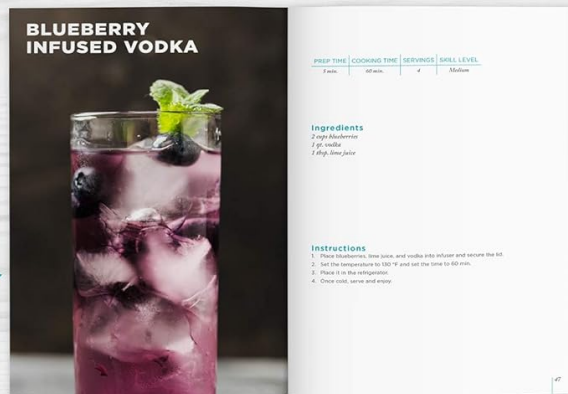 BLUEBERRY
INFUSED VODKA
PREP TIME COOKING TIME SERVINGS SKILL LEVEL
5 min. 60 min. 4 Medium
Ingredients
2 cups blueberries
1 qt. vodka
1 tbsp. lime juice
Instructions
1. Place blueberries, lime juice, and vodka into infuser and secure the lid.
2. Set the temperature to 130 °F and set the time to 60 min.
3. Place it in the refrigerator.
4. Once cold, serve and enjoy.
47